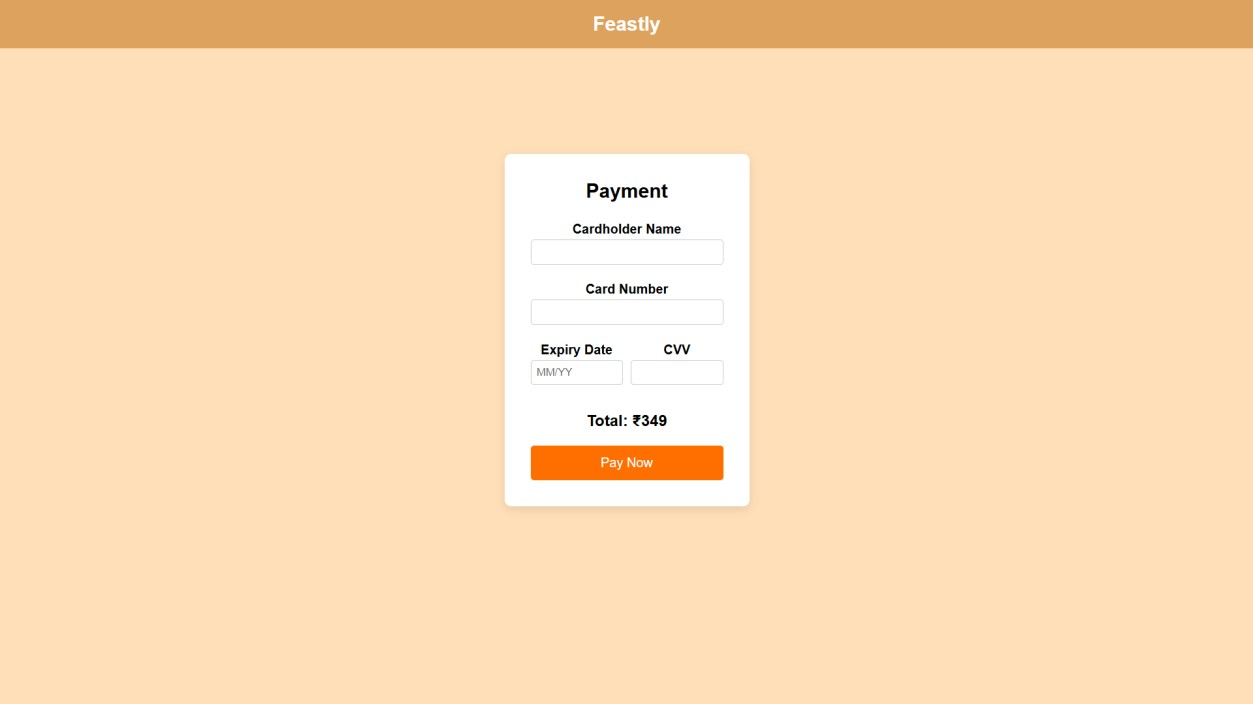 Feastly
Payment
Cardholder Name
Card Number
Expiry Date CVV
MM/YY
Total: ₹349
Pay Now